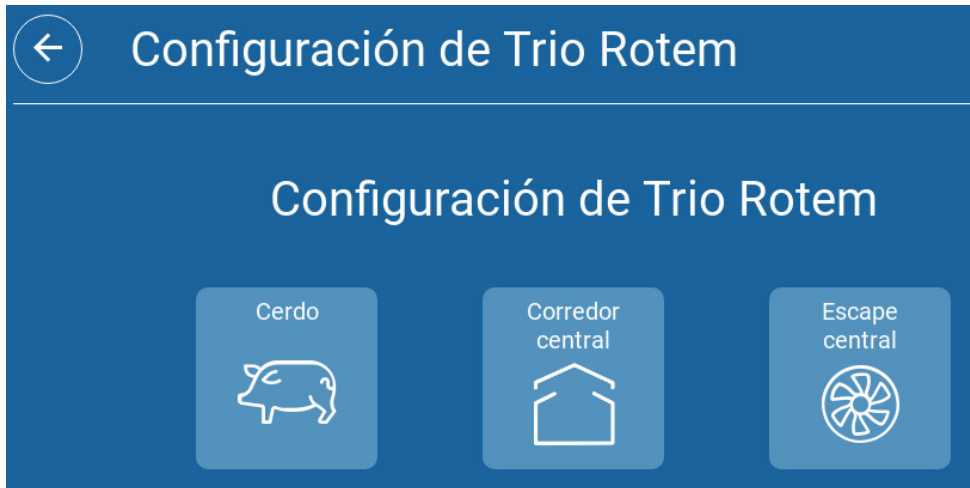 Configuración de Trio Rotem
Configuración de Trio Rotem
Cerdo
Corredor
central
Escape
central